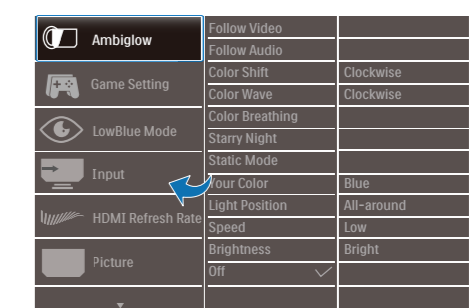 Ambiglow
Game Setting
LowBlue Mode
Input
HDMI Refresh Rate
Picture
Follow Video
Follow Audio
Color Shift Clockwise
Color Wave Clockwise
Color Breathing
Starry Night
Static Mode
Your Color Blue
Light Position All-around
Speed Low
Brightness Bright
Off